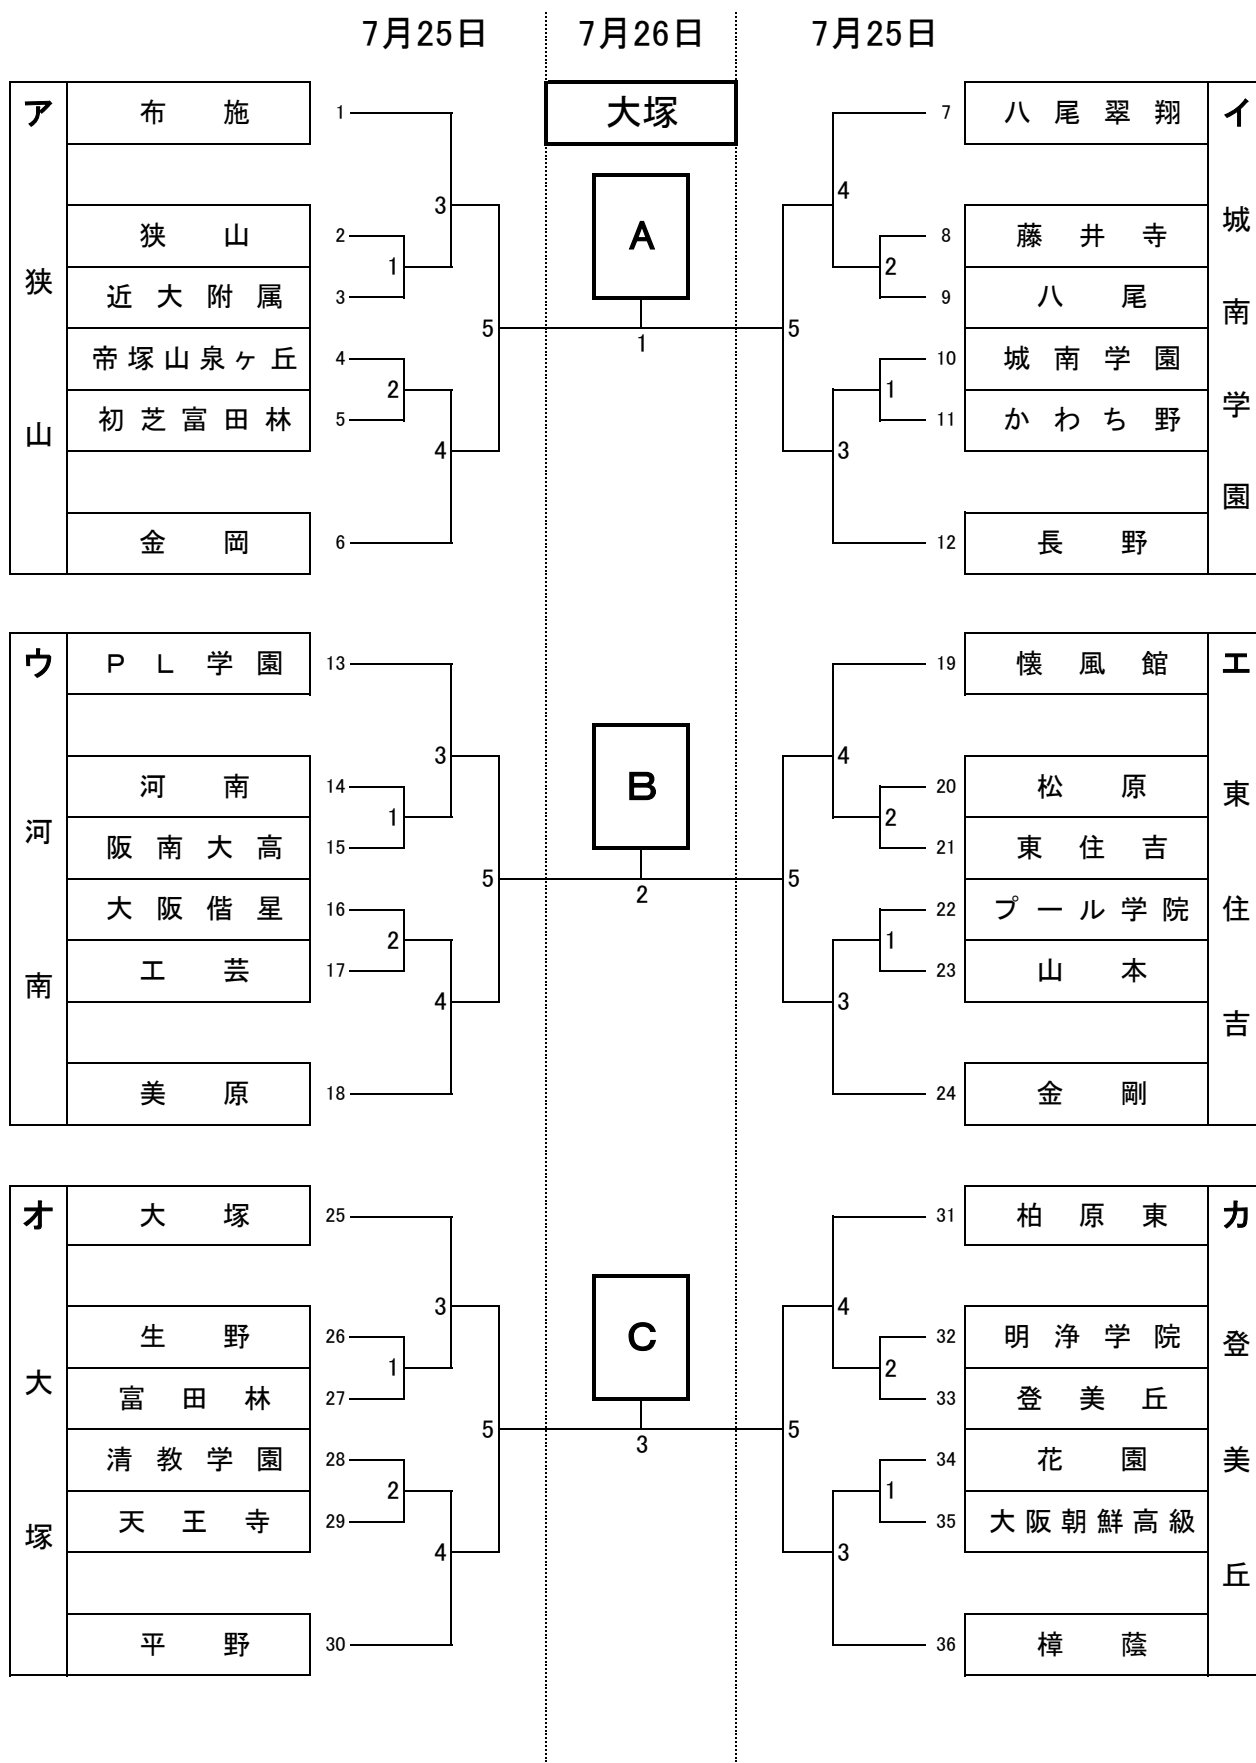 7月25日 7月26日 7月25日
大塚
ア 狭山
布施 1
狭山 2
近大附属 3
帝塚山泉ヶ丘 4
初芝富田林 5
金岡 6
1
2
3
4
5
A
1
イ 城南学園
7 八尾翠翔
8 藤井寺
9 八尾
10 城南学園
11 かわち野
12 長野
4
2
5
1
3
ウ 河南
PL学園 13
河南 14
阪南大高 15
大阪偕星 16
工芸 17
美原 18
3
1
5
2
4
B
2
エ 東住吉
19 懐風館
20 松原
21 東住吉
22 プール学院
23 山本
24 金剛
4
2
5
1
3
オ 大塚
大塚 25
生野 26
富田林 27
清教学園 28
天王寺 29
平野 30
3
1
5
2
4
C
3
カ 登美丘
31 柏原東
32 明浄学院
33 登美丘
34 花園
35 大阪朝鮮高級
36 樟蔭
4
2
5
1
3